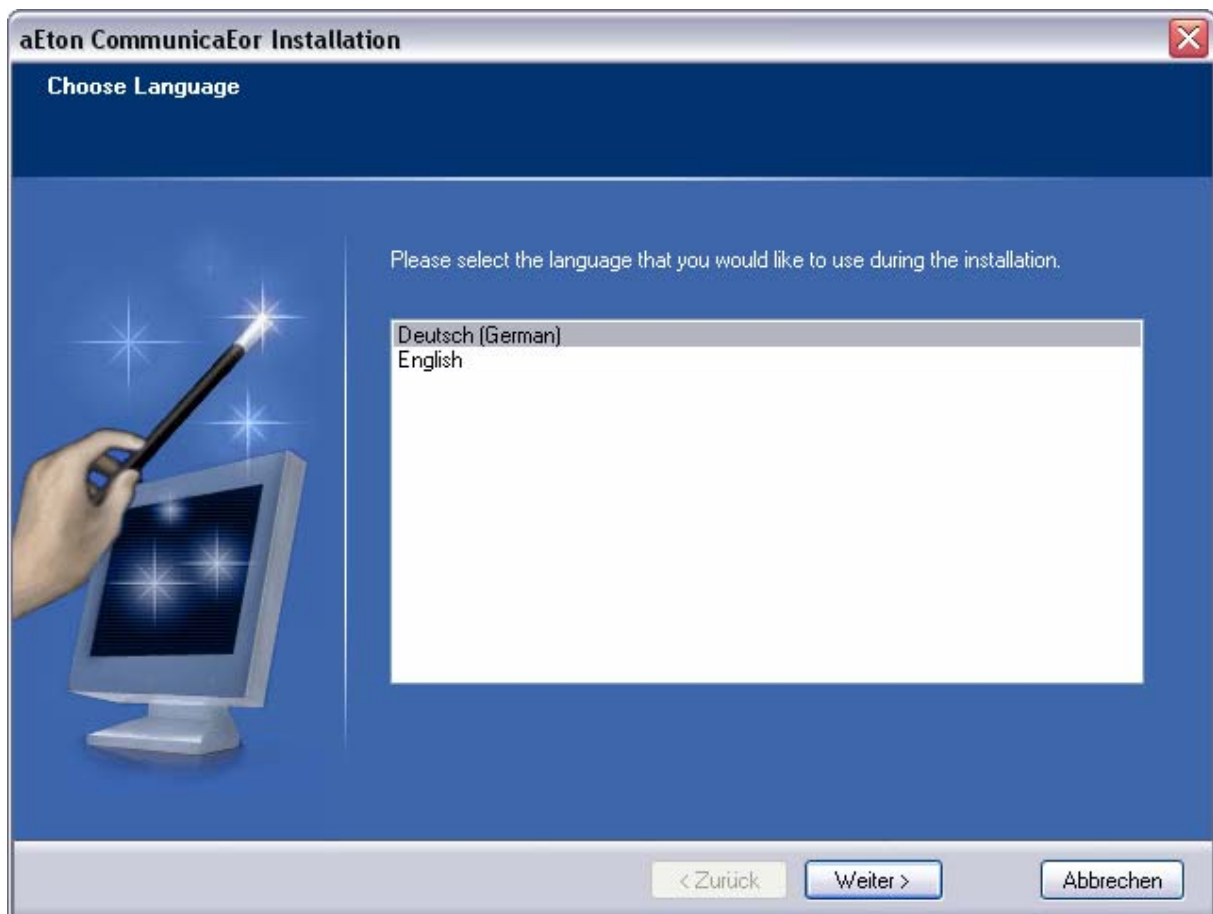 aEton CommunicaEor Installation
Choose Language
Please select the language that you would like to use during the installation.
Deutsch (German)
English
< Zurück
Weiter >
Abbrechen